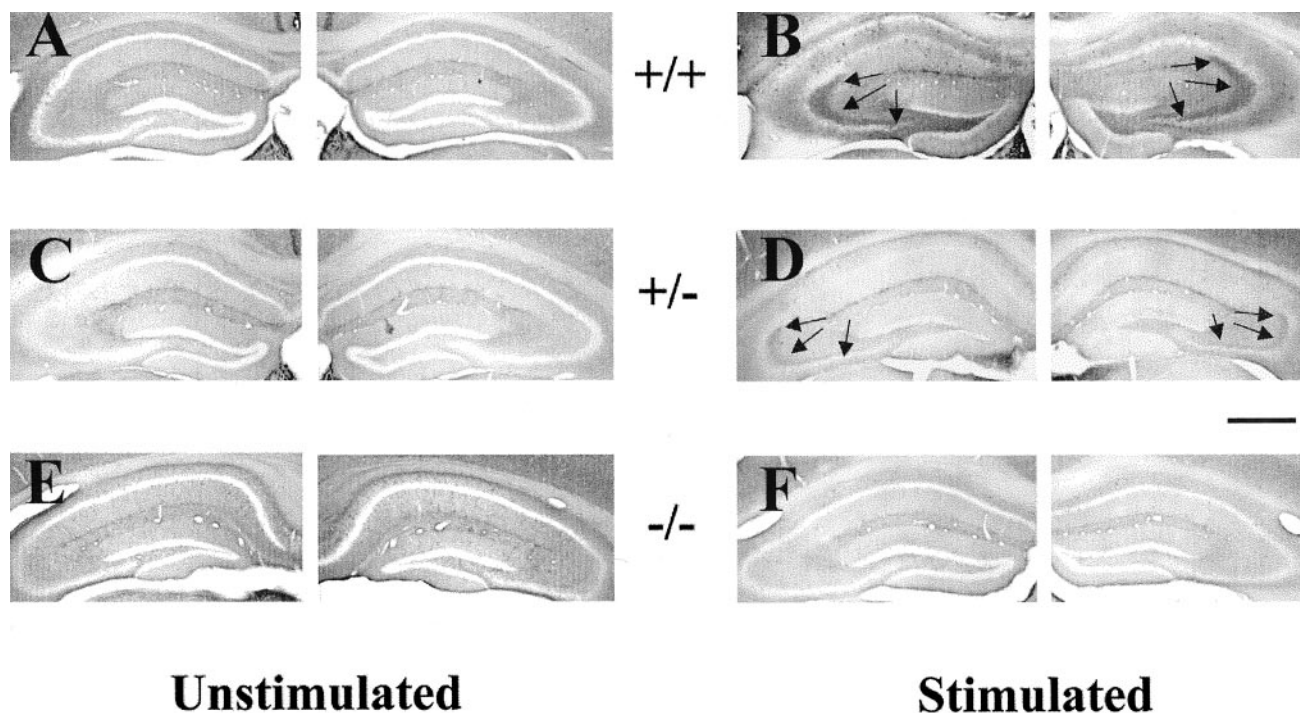 A
+/+
B
C
+/-
D
E
-/-
F
Unstimulated
Stimulated